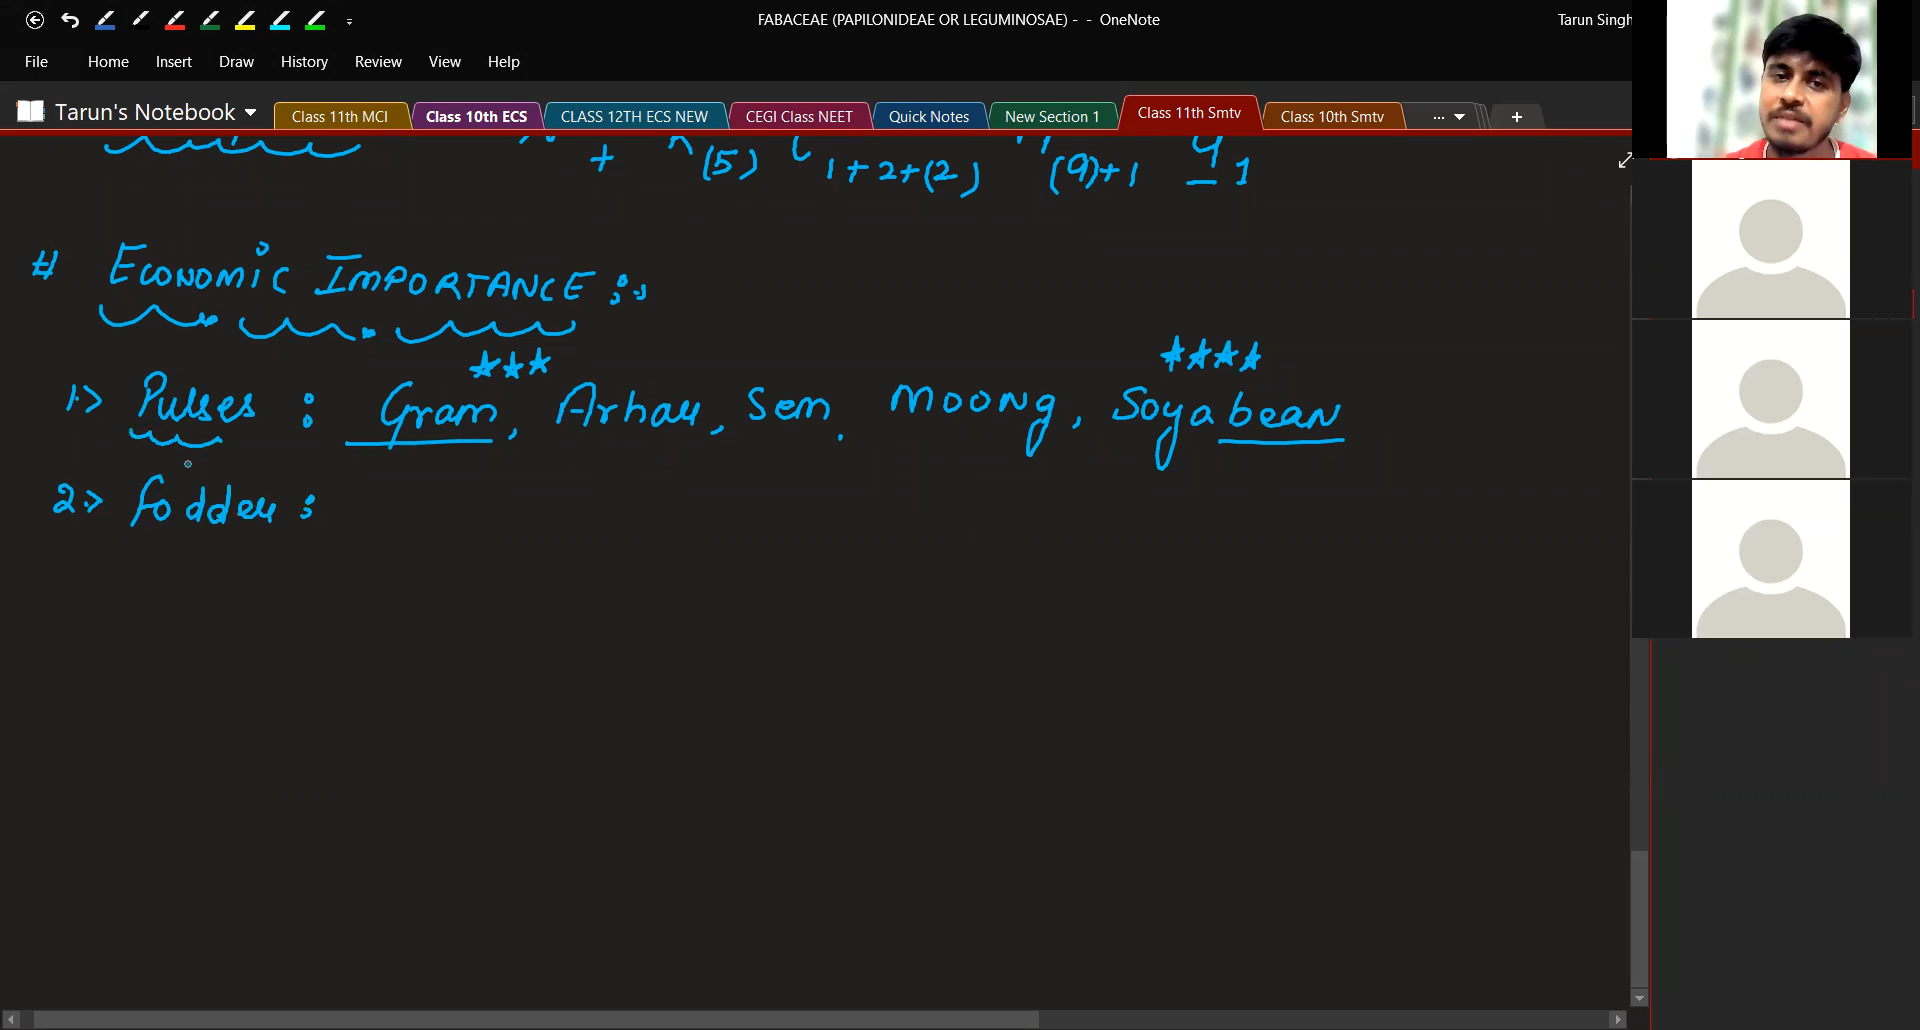 FABACEAE (PAPILONIDEAE OR LEGUMINOSAE) - - OneNote
Tarun Singh
File Home Insert Draw History Review View Help
Tarun's Notebook Class 11th MCI Class 10th ECS CLASS 12TH ECS NEW CEGI Class NEET Quick Notes New Section 1 Class 11th Smtv Class 10th Smtv ... +
+ (5) 1+2+(2) (9)+1 1
# ECONOMIC IMPORTANCE :-
1.> Pulses : Gram, Arhar, Sem, Moong, Soyabean
2.> Fodder :